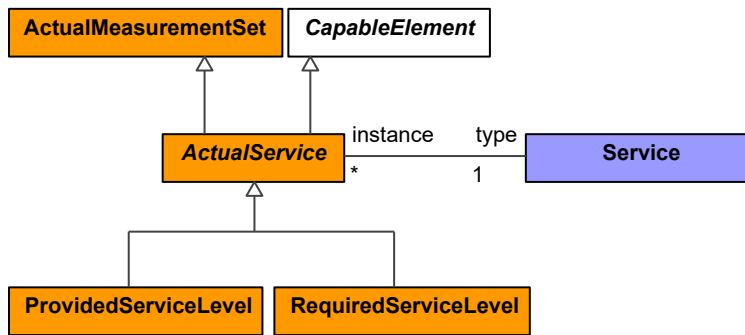 ActualMeasurementSet
CapableElement
instance
type
ActualService
Service
*
1
ProvidedServiceLevel
RequiredServiceLevel